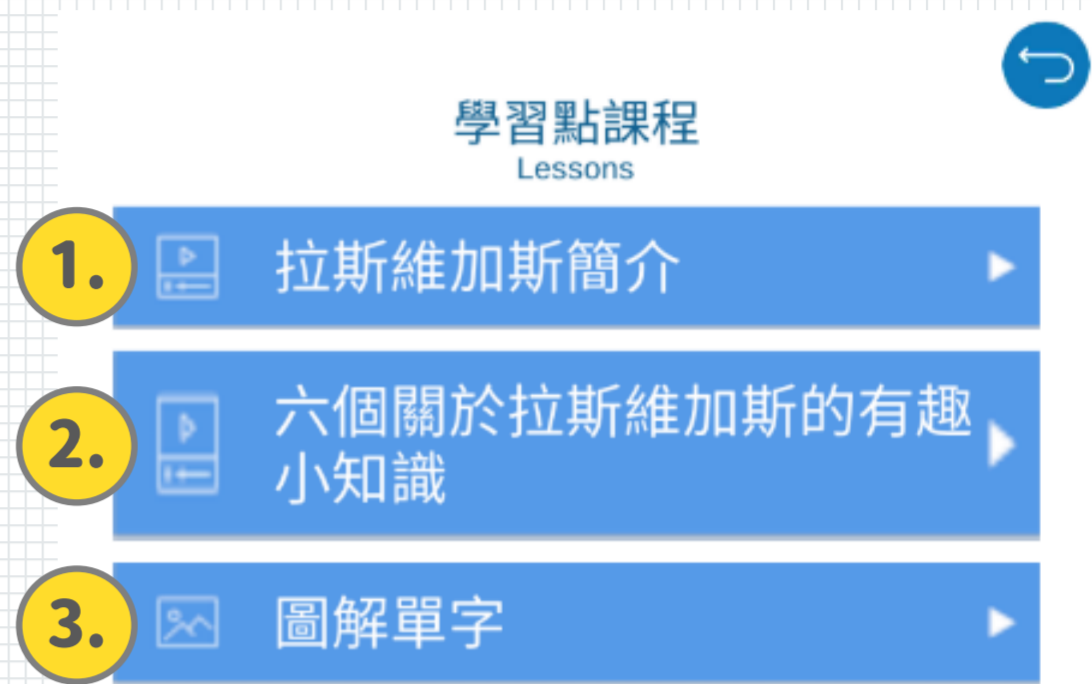 學習點課程
Lessons
1.
拉斯維加斯簡介
2.
六個關於拉斯維加斯的有趣
小知識
3.
圖解單字